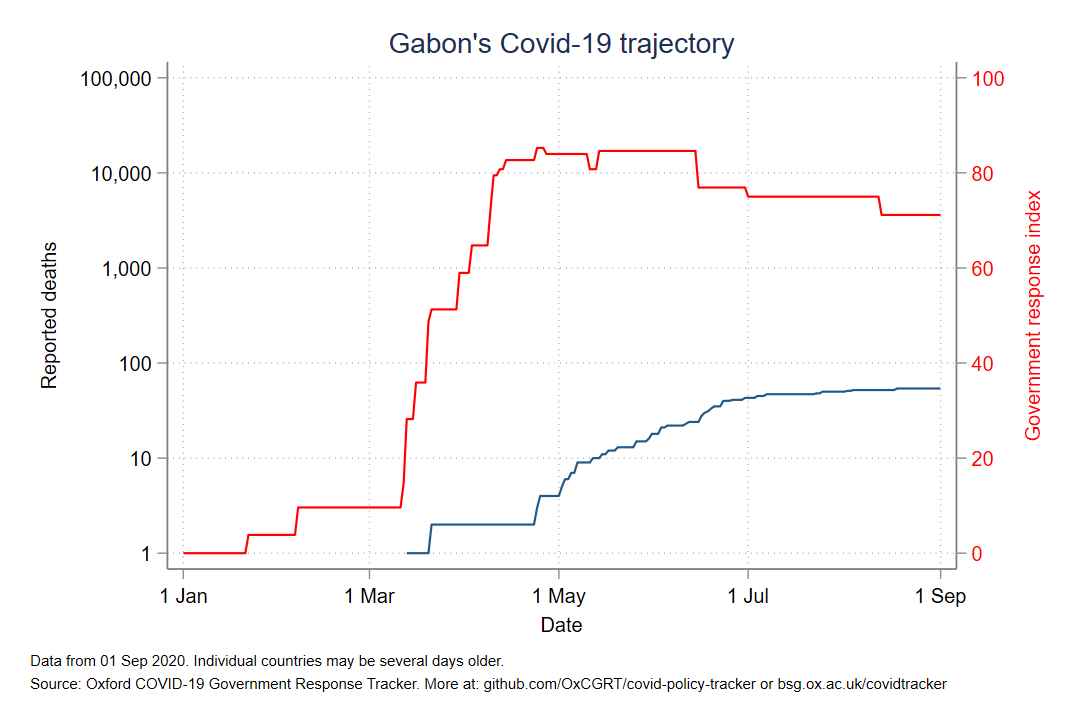 Gabon's Covid-19 trajectory
100,000
10,000
1,000
100
10
1
Reported deaths
100
80
60
40
20
0
Government response index
1 Jan
1 Mar
1 May
1 Jul
1 Sep
Date
Data from 01 Sep 2020. Individual countries may be several days older.
Source: Oxford COVID-19 Government Response Tracker. More at: github.com/OxCGRT/covid-policy-tracker or bsg.ox.ac.uk/covidtracker